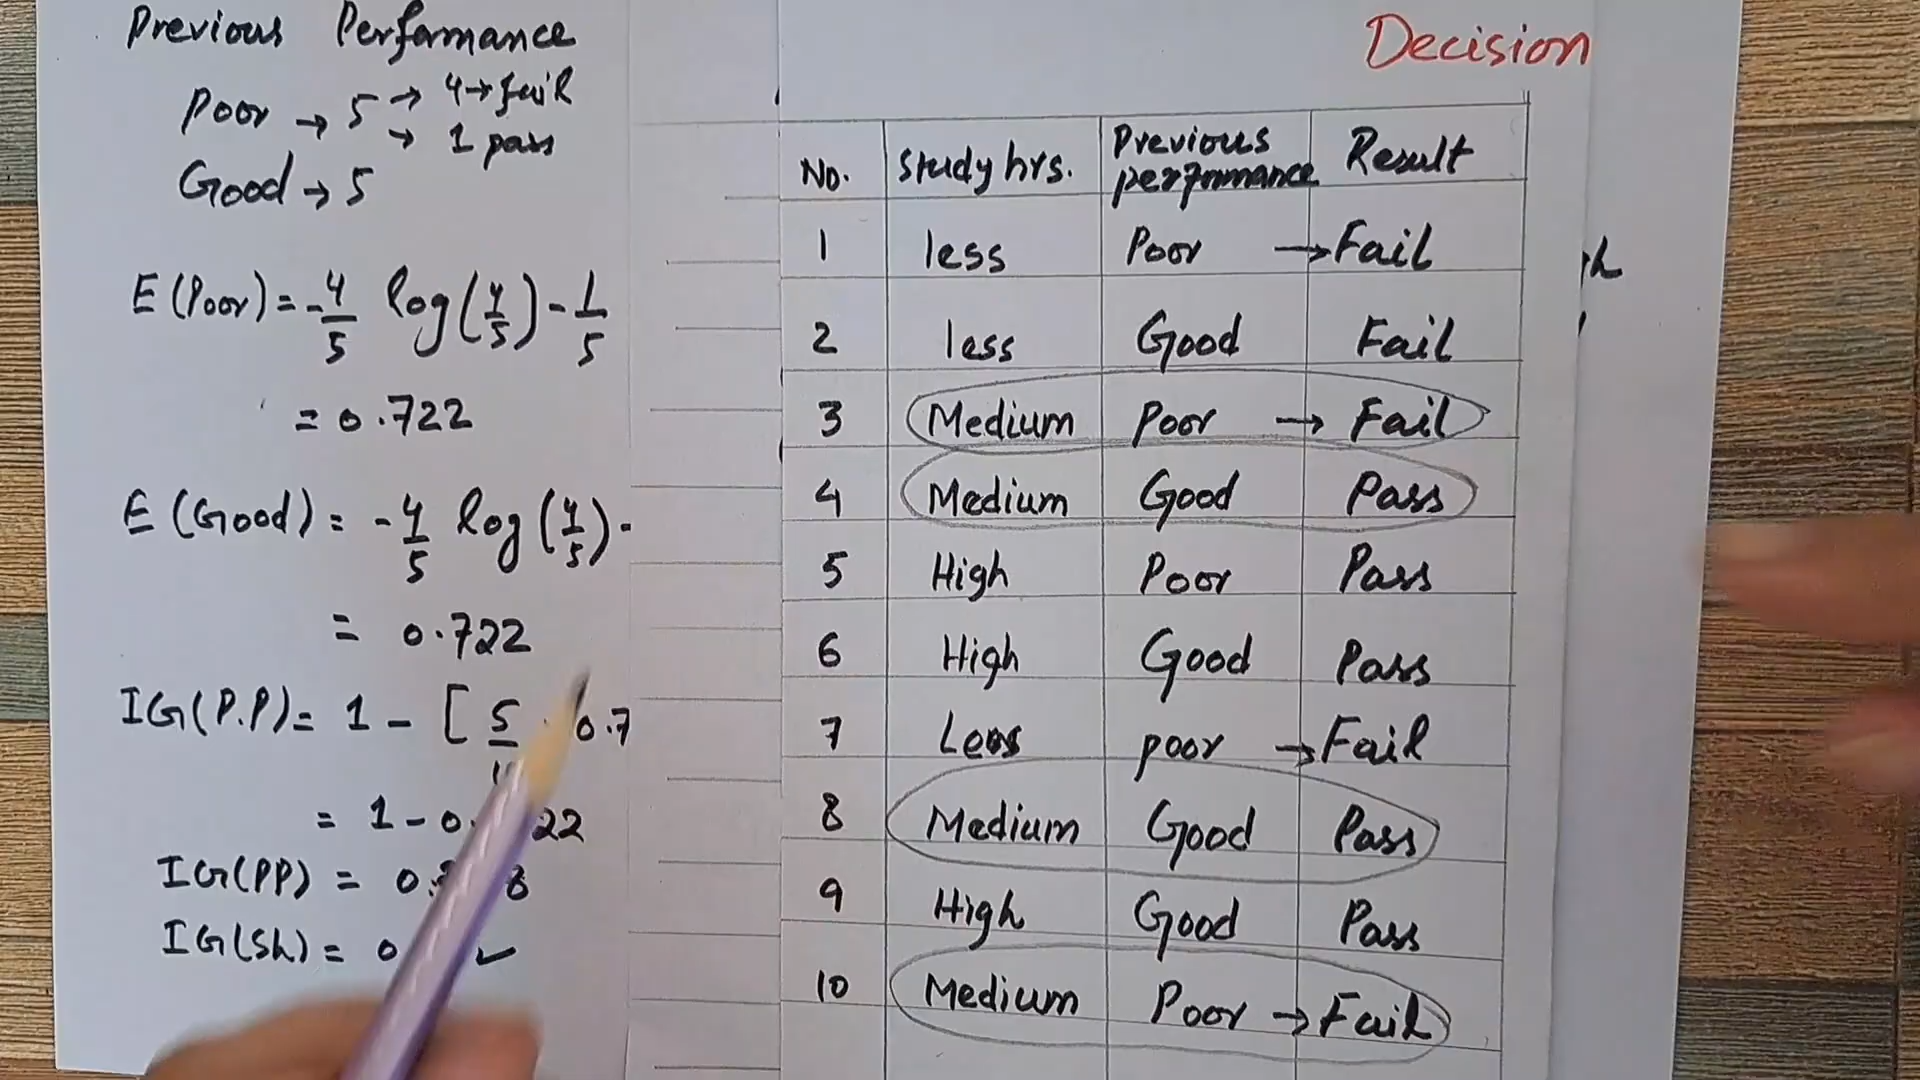 Previous Performance
Poor → 5 → 4 → fail
→ 1 pass
Good → 5
E (Poor) = -4/5 log(4/5) - 1/5
= 0.722
E (Good) = -4/5 log(4/5) -
= 0.722
IG(P.P) = 1 - [ 5 0.7
= 1 - 0. 22
IG(PP) = 0. 8
IG(Sh) = 0. ✓
Decision
No. Study hrs. Previous performance Result
1 less Poor → Fail
2 less Good Fail
3 Medium Poor → Fail
4 Medium Good Pass
5 High Poor Pass
6 High Good Pass
7 Less poor → Fail
8 Medium Good Pass
9 High Good Pass
10 Medium Poor → Fail